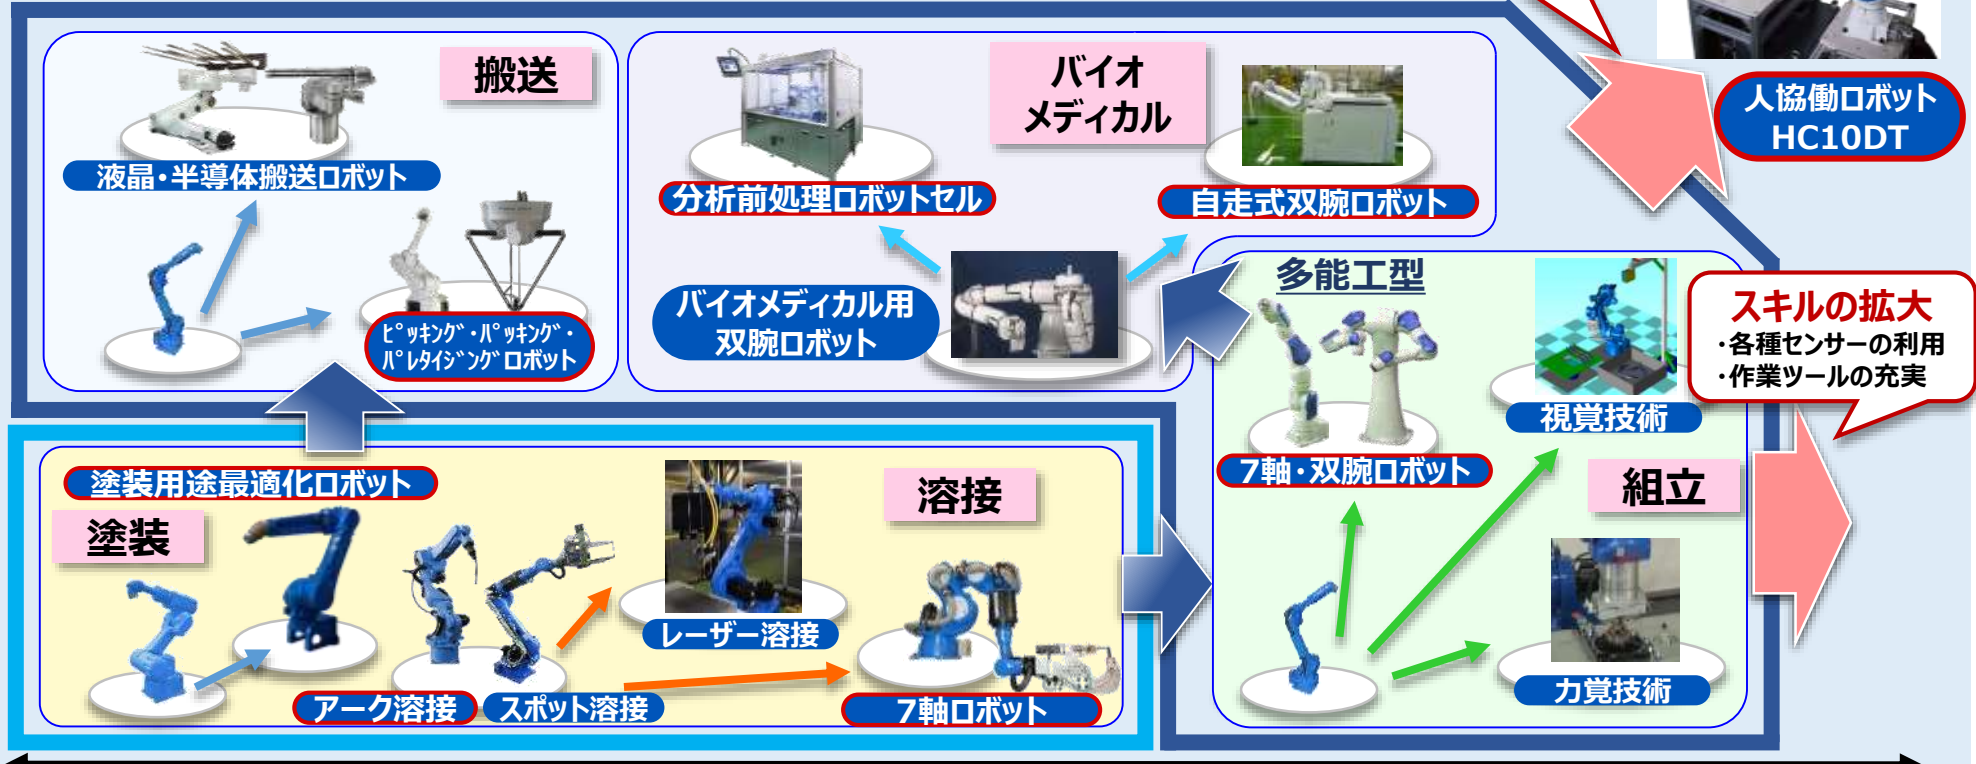 搬送
液晶・半導体搬送ロボット
ﾋﾟｯｷﾝｸﾞ・ﾊﾟｯｷﾝｸﾞ・
ﾊﾟﾚﾀｲｼﾞﾝｸﾞロボット
バイオ
メディカル
分析前処理ロボットセル
自走式双腕ロボット
バイオメディカル用
双腕ロボット
人協働ロボット
HC10DT
多能工型
7軸・双腕ロボット
視覚技術
組立
力覚技術
スキルの拡大
・各種センサーの利用
・作業ツールの充実
塗装用途最適化ロボット
塗装
溶接
レーザー溶接
アーク溶接
スポット溶接
7軸ロボット